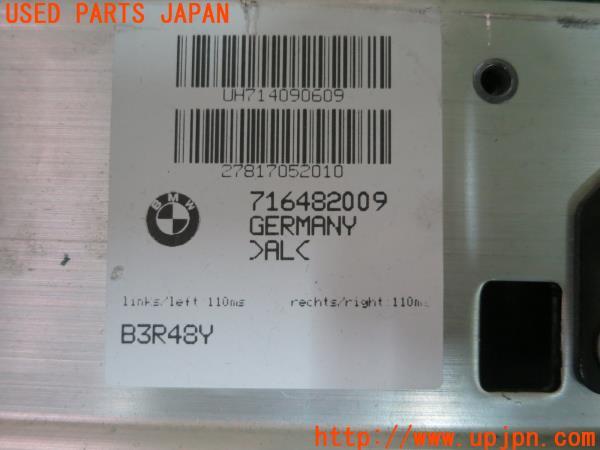 USED PARTS JAPAN
UH714090609
27817052010
BMW
716482009
GERMANY
>AL<
links/left:110ms rechts/right:110ms
B3R48Y
http://www.upjpn.com